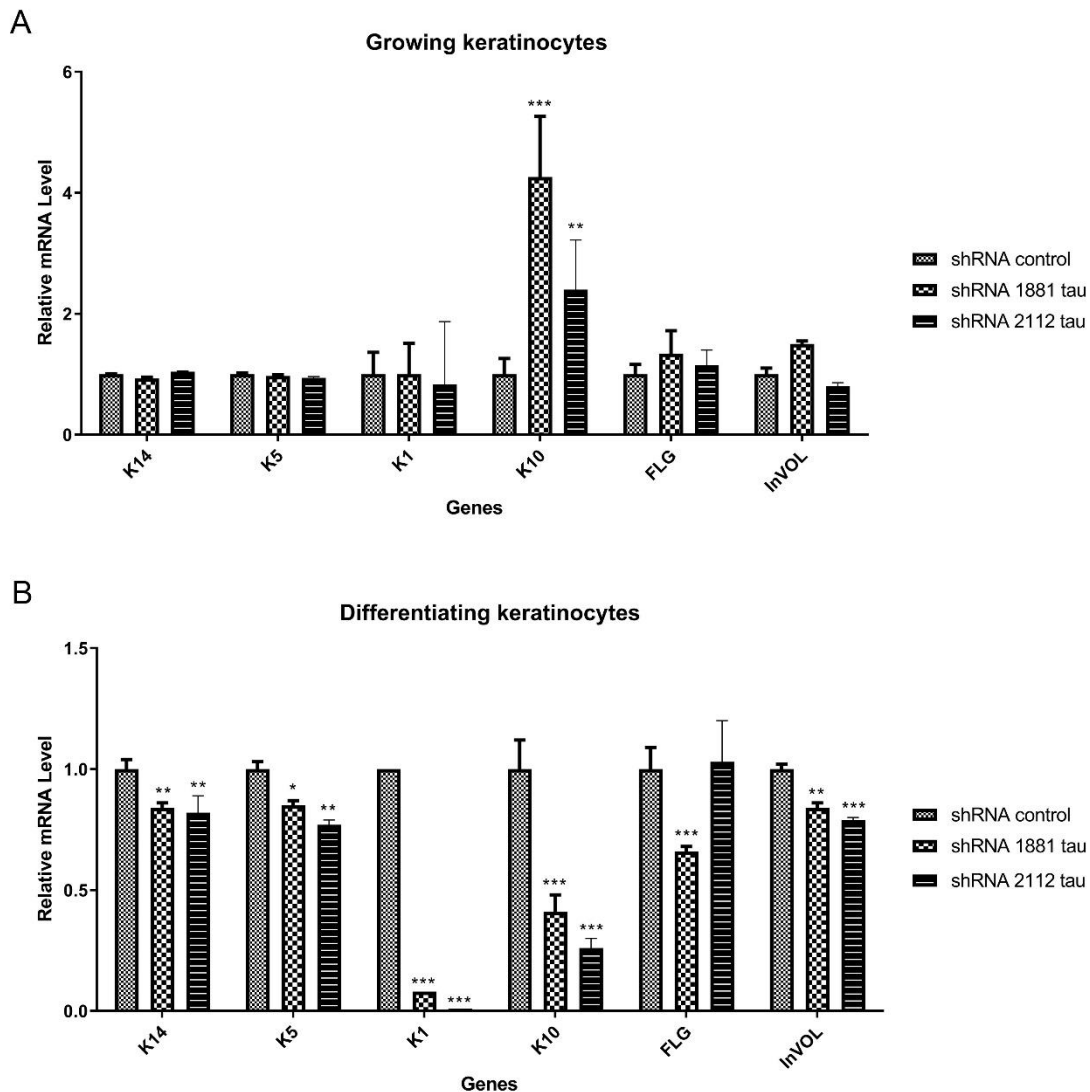 A
Growing keratinocytes
6
4
2
0
Relative mRNA Level
***
**
K14
K5
K1
K10
FLG
InVOL
Genes
shRNA control
shRNA 1881 tau
shRNA 2112 tau
B
Differentiating keratinocytes
1.5
1.0
0.5
0.0
Relative mRNA Level
**
**
*
**
***
***
***
***
***
**
***
K14
K5
K1
K10
FLG
InVOL
Genes
shRNA control
shRNA 1881 tau
shRNA 2112 tau